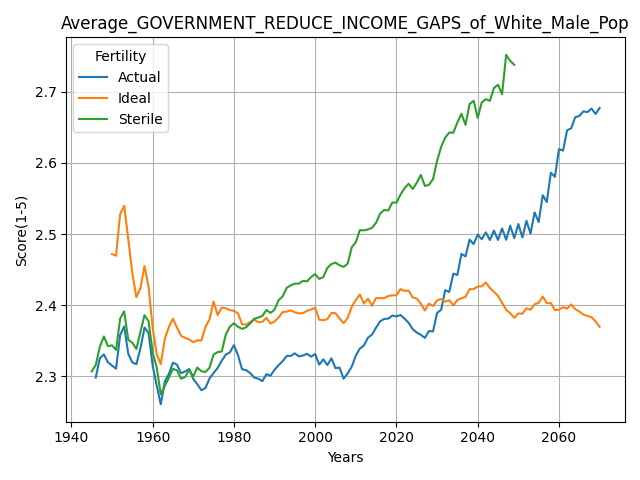 Average_GOVERNMENT_REDUCE_INCOME_GAPS_of_White_Male_Pop
Fertility
Actual
Ideal
Sterile
Score(1-5)
2.7
2.6
2.5
2.4
2.3
1940 1960 1980 2000 2020 2040 2060
Years